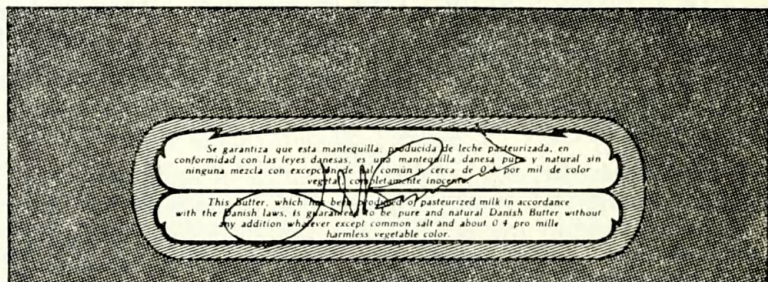 Se garantiza que esta mantequilla, producida de leche pasteurizada, en
conformidad con las leyes danesas, es una mantequilla danesa pura y natural sin
ninguna mezcla con excepción de sal común y cerca de 0.4 por mil de color
vegetal completamente inocente.
This Butter, which has been produced of pasteurized milk in accordance
with the Danish laws, is guaranteed to be pure and natural Danish Butter without
any addition whatever except common salt and about 0.4 pro mille
harmless vegetable color.